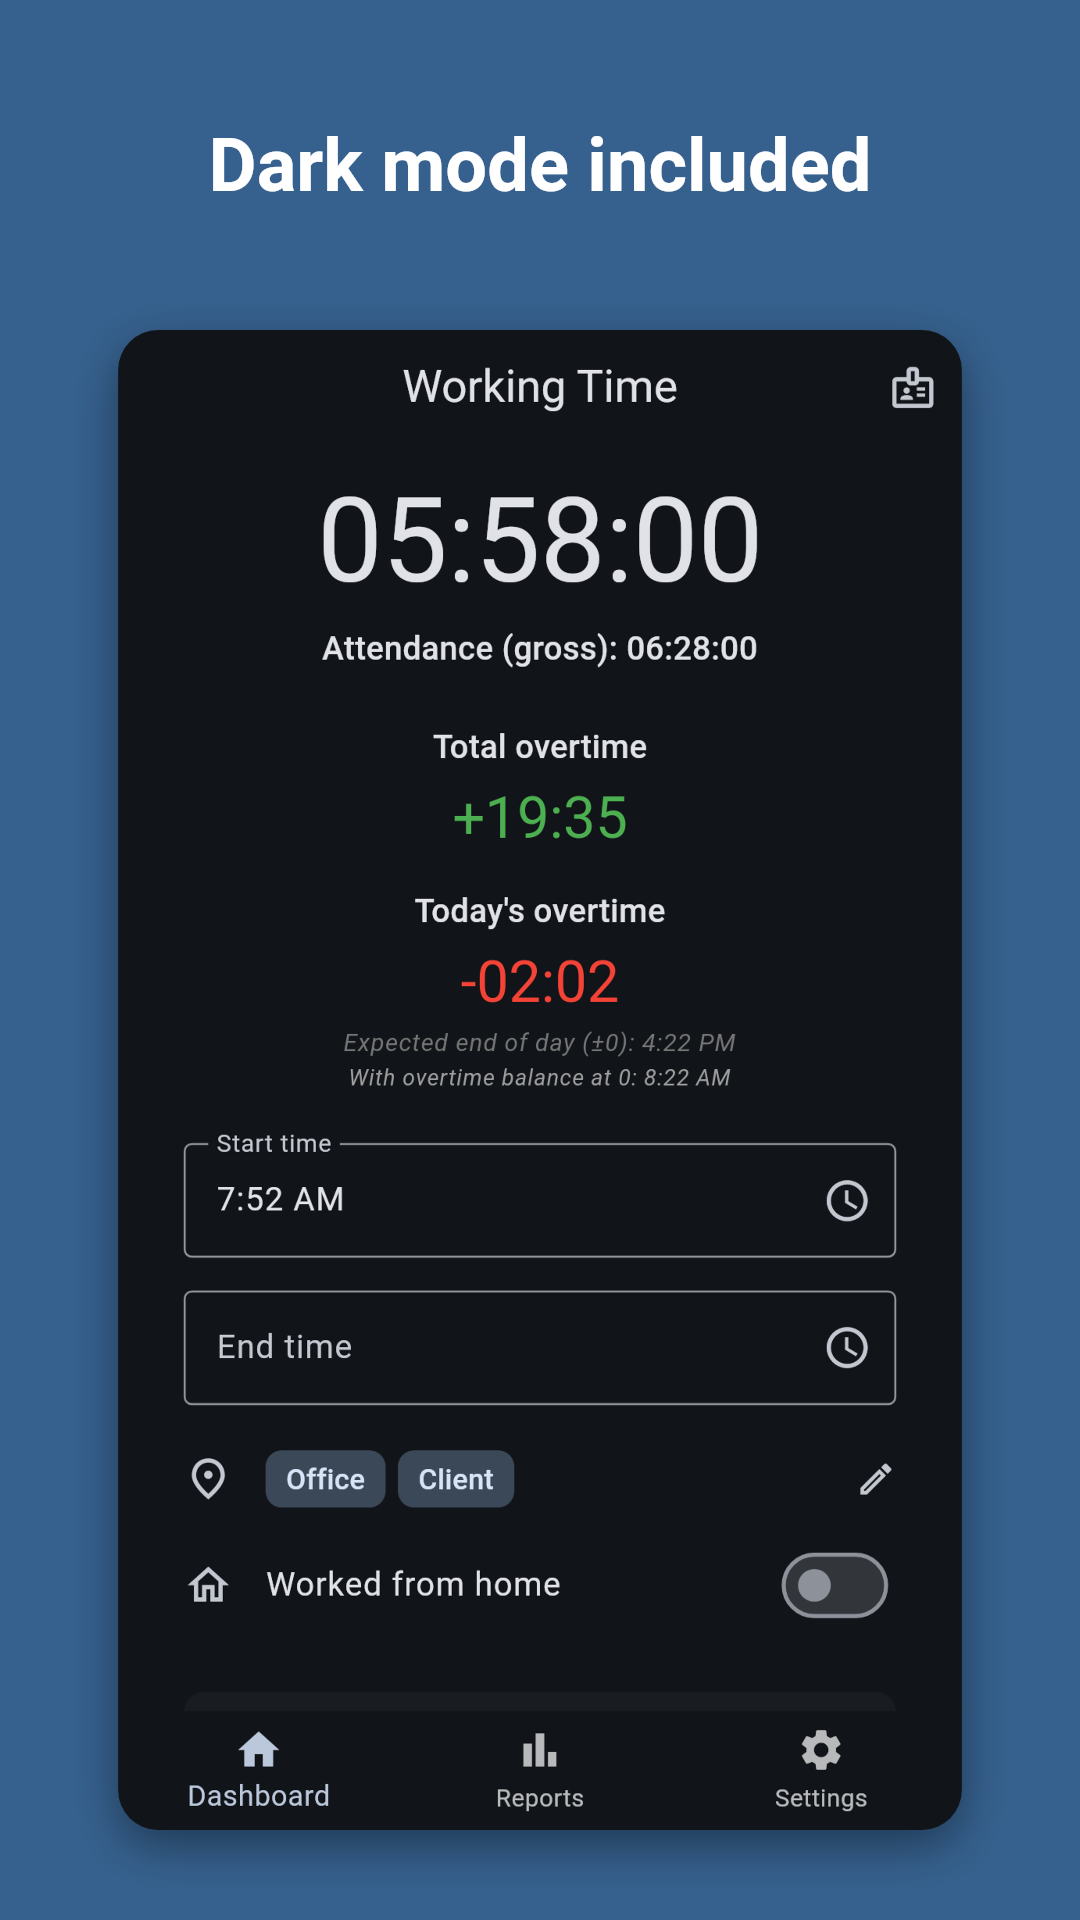 Dark mode included
Working Time
05:58:00
Attendance (gross): 06:28:00
Total overtime
+19:35
Today's overtime
-02:02
Expected end of day (±0): 4:22 PM
With overtime balance at 0: 8:22 AM
Start time
7:52 AM
End time
Office Client
Worked from home
Dashboard Reports Settings